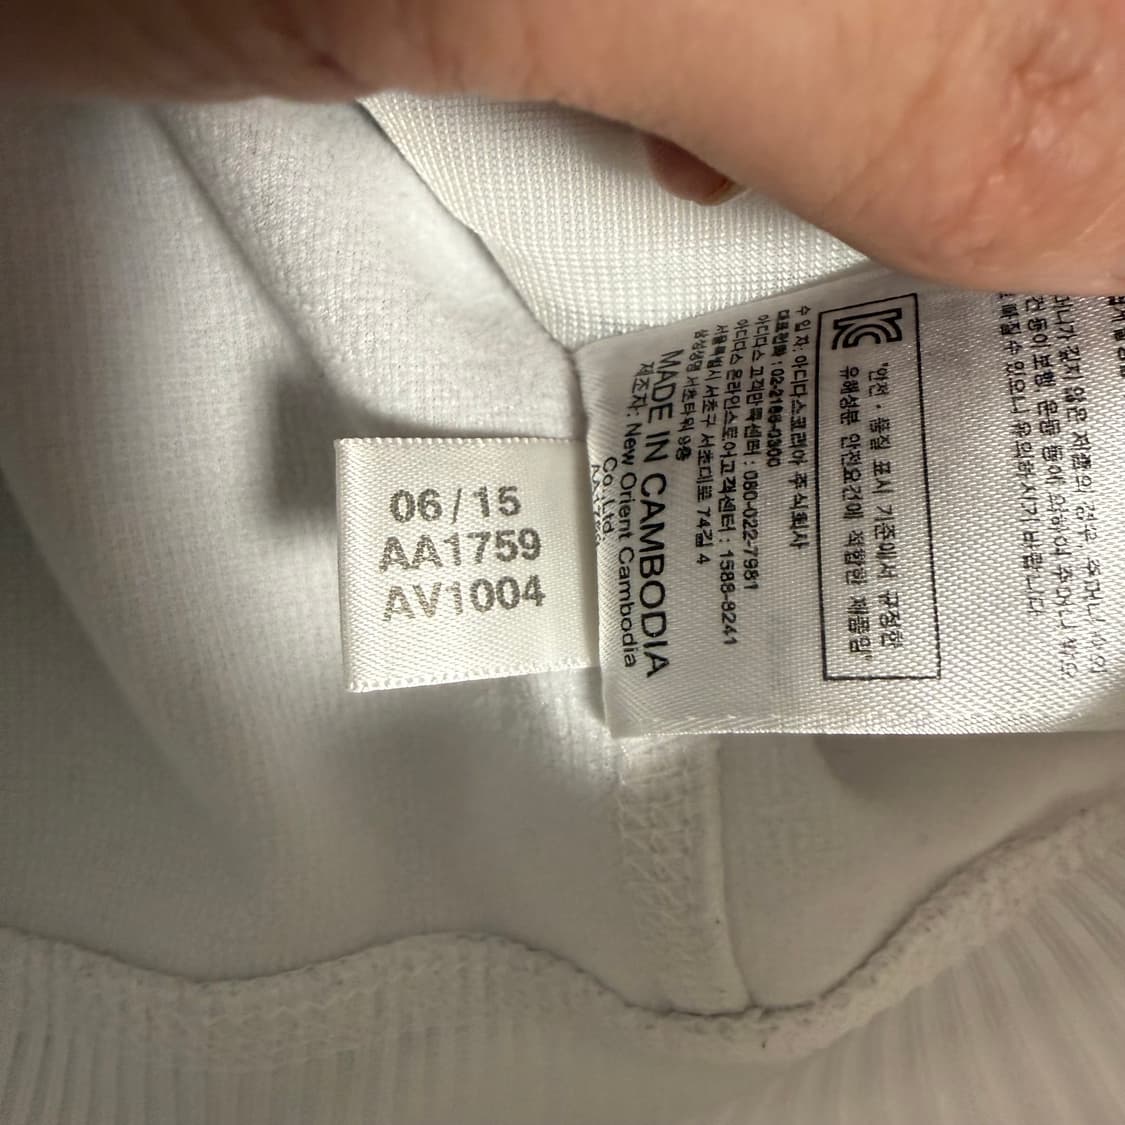 06/15
AA1759
AV1004
"안전·품질 표시 기준에서 규정한
유해성분 안전요건에 적합한 제품임"
수입자: 아디다스코리아 주식회사
대표전화 : 02-2188-0300
아디다스 고객만족센터 : 080-022-7981
아디다스 온라인스토어고객센터 : 1588-8241
서울특별시 서초구 서초대로 74길 4
삼성생명 서초타워 9층
MADE IN CAMBODIA
제조자: New Orient Cambodia
Co., Ltd.